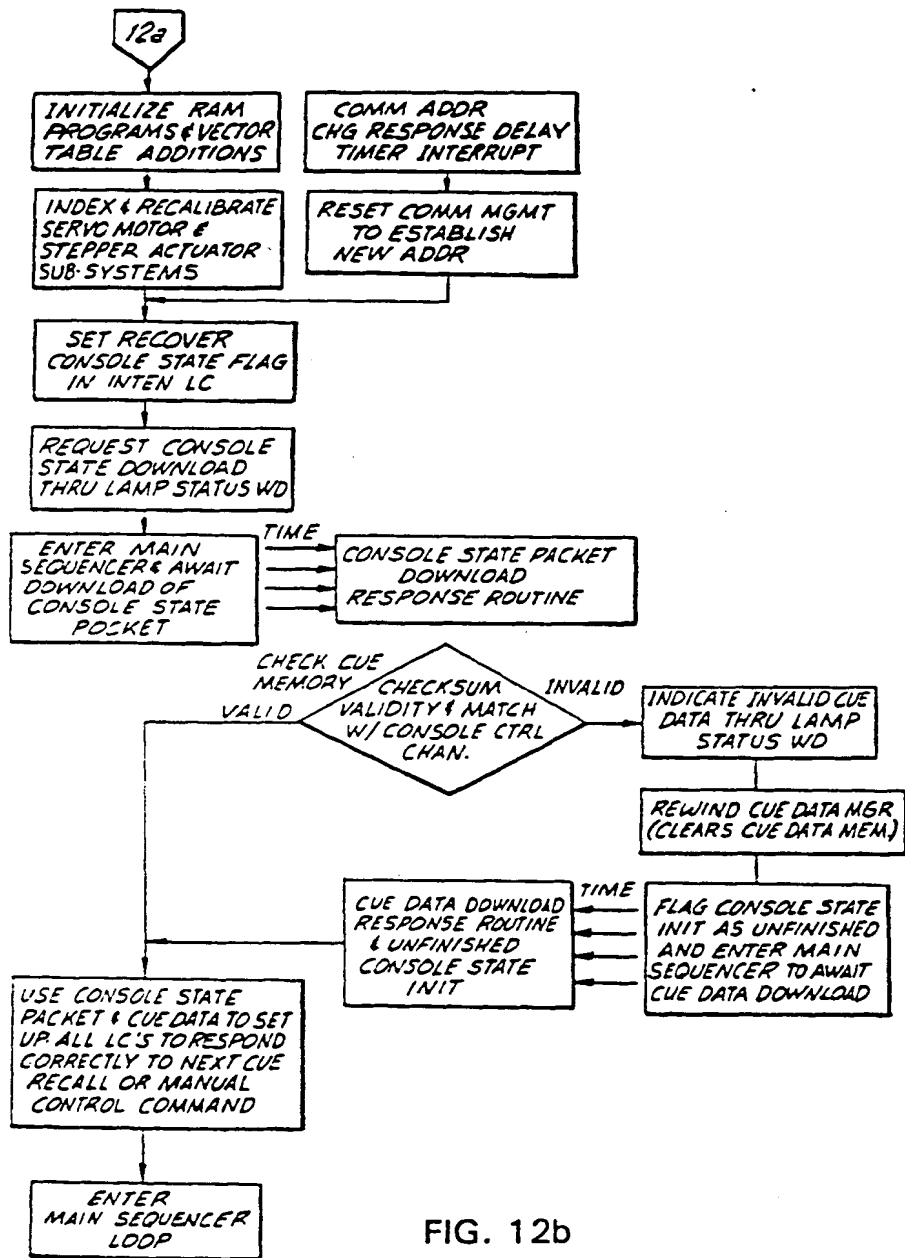 12a
INITIALIZE RAM
PROGRAMS & VECTOR
TABLE ADDITIONS
COMM ADDR
CHG RESPONSE DELAY
TIMER INTERRUPT
INDEX & RECALIBRATE
SERVO MOTOR &
STEPPER ACTUATOR
SUB-SYSTEMS
RESET COMM MGMT
TO ESTABLISH
NEW ADDR
SET RECOVER
CONSOLE STATE FLAG
IN INTEN LC
REQUEST CONSOLE
STATE DOWNLOAD
THRU LAMP STATUS WD
ENTER MAIN
SEQUENCER & AWAIT
DOWNLOAD OF
CONSOLE STATE
POCKET
TIME
CONSOLE STATE PACKET
DOWNLOAD
RESPONSE ROUTINE
CHECK CUE
MEMORY
VALID
CHECKSUM
VALIDITY & MATCH
W/ CONSOLE CTRL
CHAN.
INVALID
INDICATE INVALID CUE
DATA THRU LAMP
STATUS WD
REWIND CUE DATA MGR
(CLEARS CUE DATA MEM)
FLAG CONSOLE STATE
INIT AS UNFINISHED
AND ENTER MAIN
SEQUENCER TO AWAIT
CUE DATA DOWNLOAD
TIME
CUE DATA DOWNLOAD
RESPONSE ROUTINE
& UNFINISHED
CONSOLE STATE
INIT
USE CONSOLE STATE
PACKET & CUE DATA TO SET
UP. ALL LC'S TO RESPOND
CORRECTLY TO NEXT CUE
RECALL OR MANUAL
CONTROL COMMAND
ENTER
MAIN SEQUENCER
LOOP
FIG. 12b